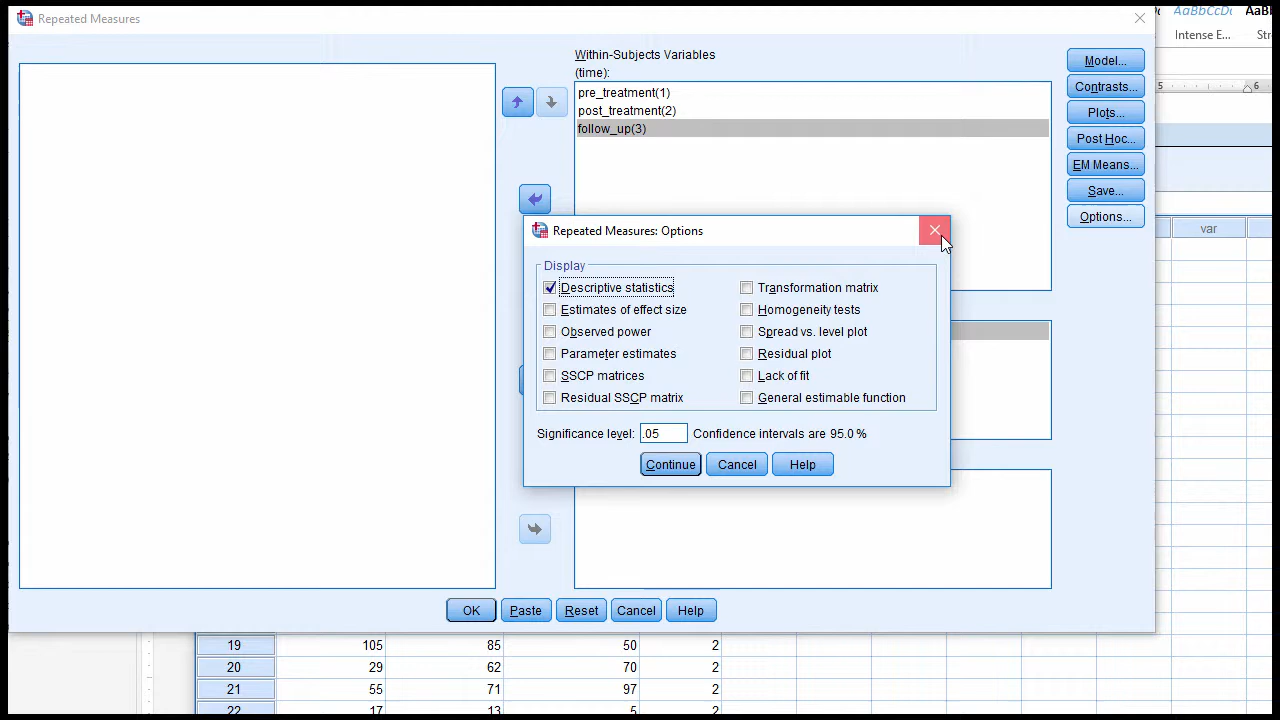 Repeated Measures
AaBbCcDc
AaBb
Intense E...
Within-Subjects Variables
(time):
pre_treatment(1)
post_treatment(2)
follow_up(3)
Model...
Contrasts...
Plots...
Post Hoc...
EM Means...
Save...
Options...
5
6
var
Repeated Measures: Options
Display
Descriptive statistics
Transformation matrix
Estimates of effect size
Homogeneity tests
Observed power
Spread vs. level plot
Parameter estimates
Residual plot
SSCP matrices
Lack of fit
Residual SSCP matrix
General estimable function
Significance level: .05 Confidence intervals are 95.0 %
Continue Cancel Help
OK Paste Reset Cancel Help
19 105 85 50 2
20 29 62 70 2
21 55 71 97 2
22 17 13 5 2